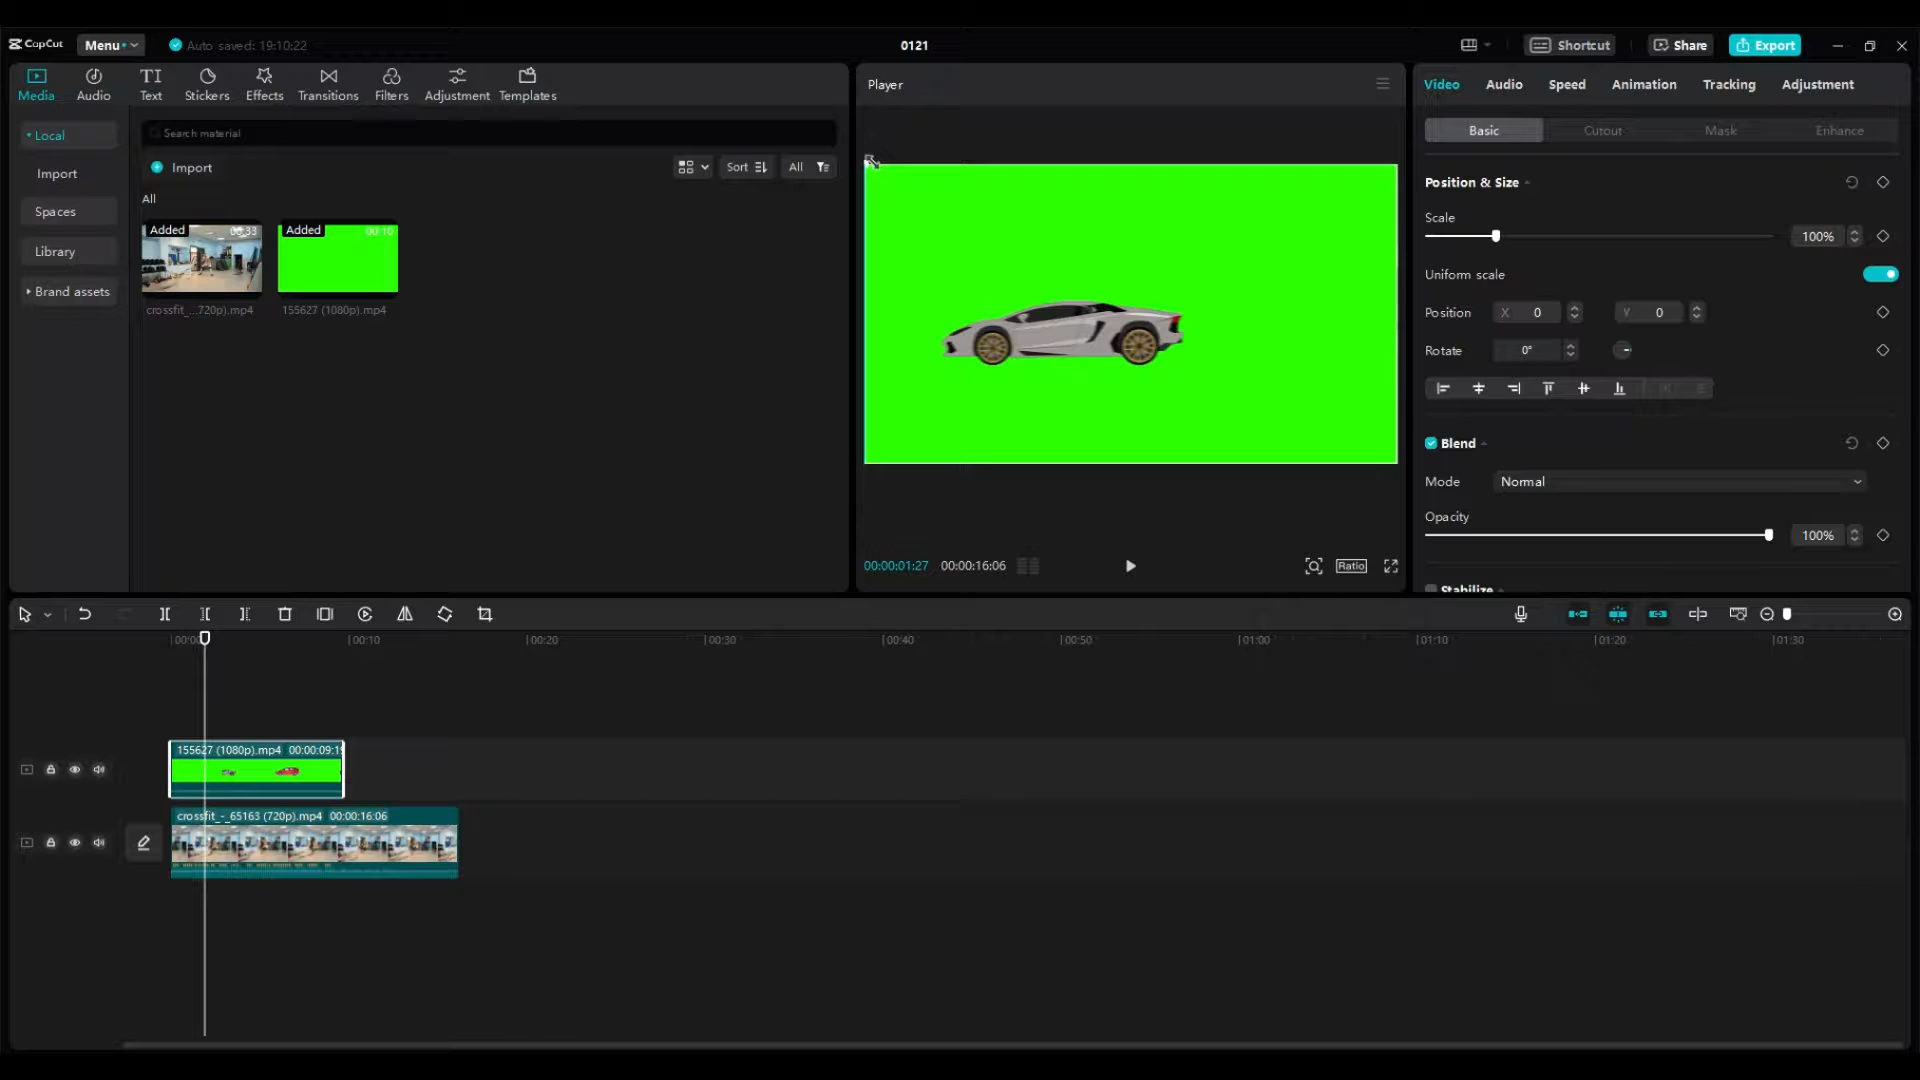 CapCut Menu Auto saved: 19:10:22 0121 Shortcut Share Export
Media Audio Text Stickers Effects Transitions Filters Adjustment Templates
Local
Import
Spaces
Library
Brand assets
Search material
Import Sort All
All
Added 00:33
crossfit_...720p).mp4
Added 00:10
155627 (1080p).mp4
Player
00:00:01:27 00:00:16:06 Ratio
Video Audio Speed Animation Tracking Adjustment
Basic Cutout Mask Enhance
Position & Size
Scale
100%
Uniform scale
Position X 0 Y 0
Rotate 0°
Blend
Mode Normal
Opacity
100%
Stabilize
00:00 00:10 00:20 00:30 00:40 00:50 01:00 01:10 01:20 01:30
155627 (1080p).mp4 00:00:09:19
crossfit_-_65163 (720p).mp4 00:00:16:06